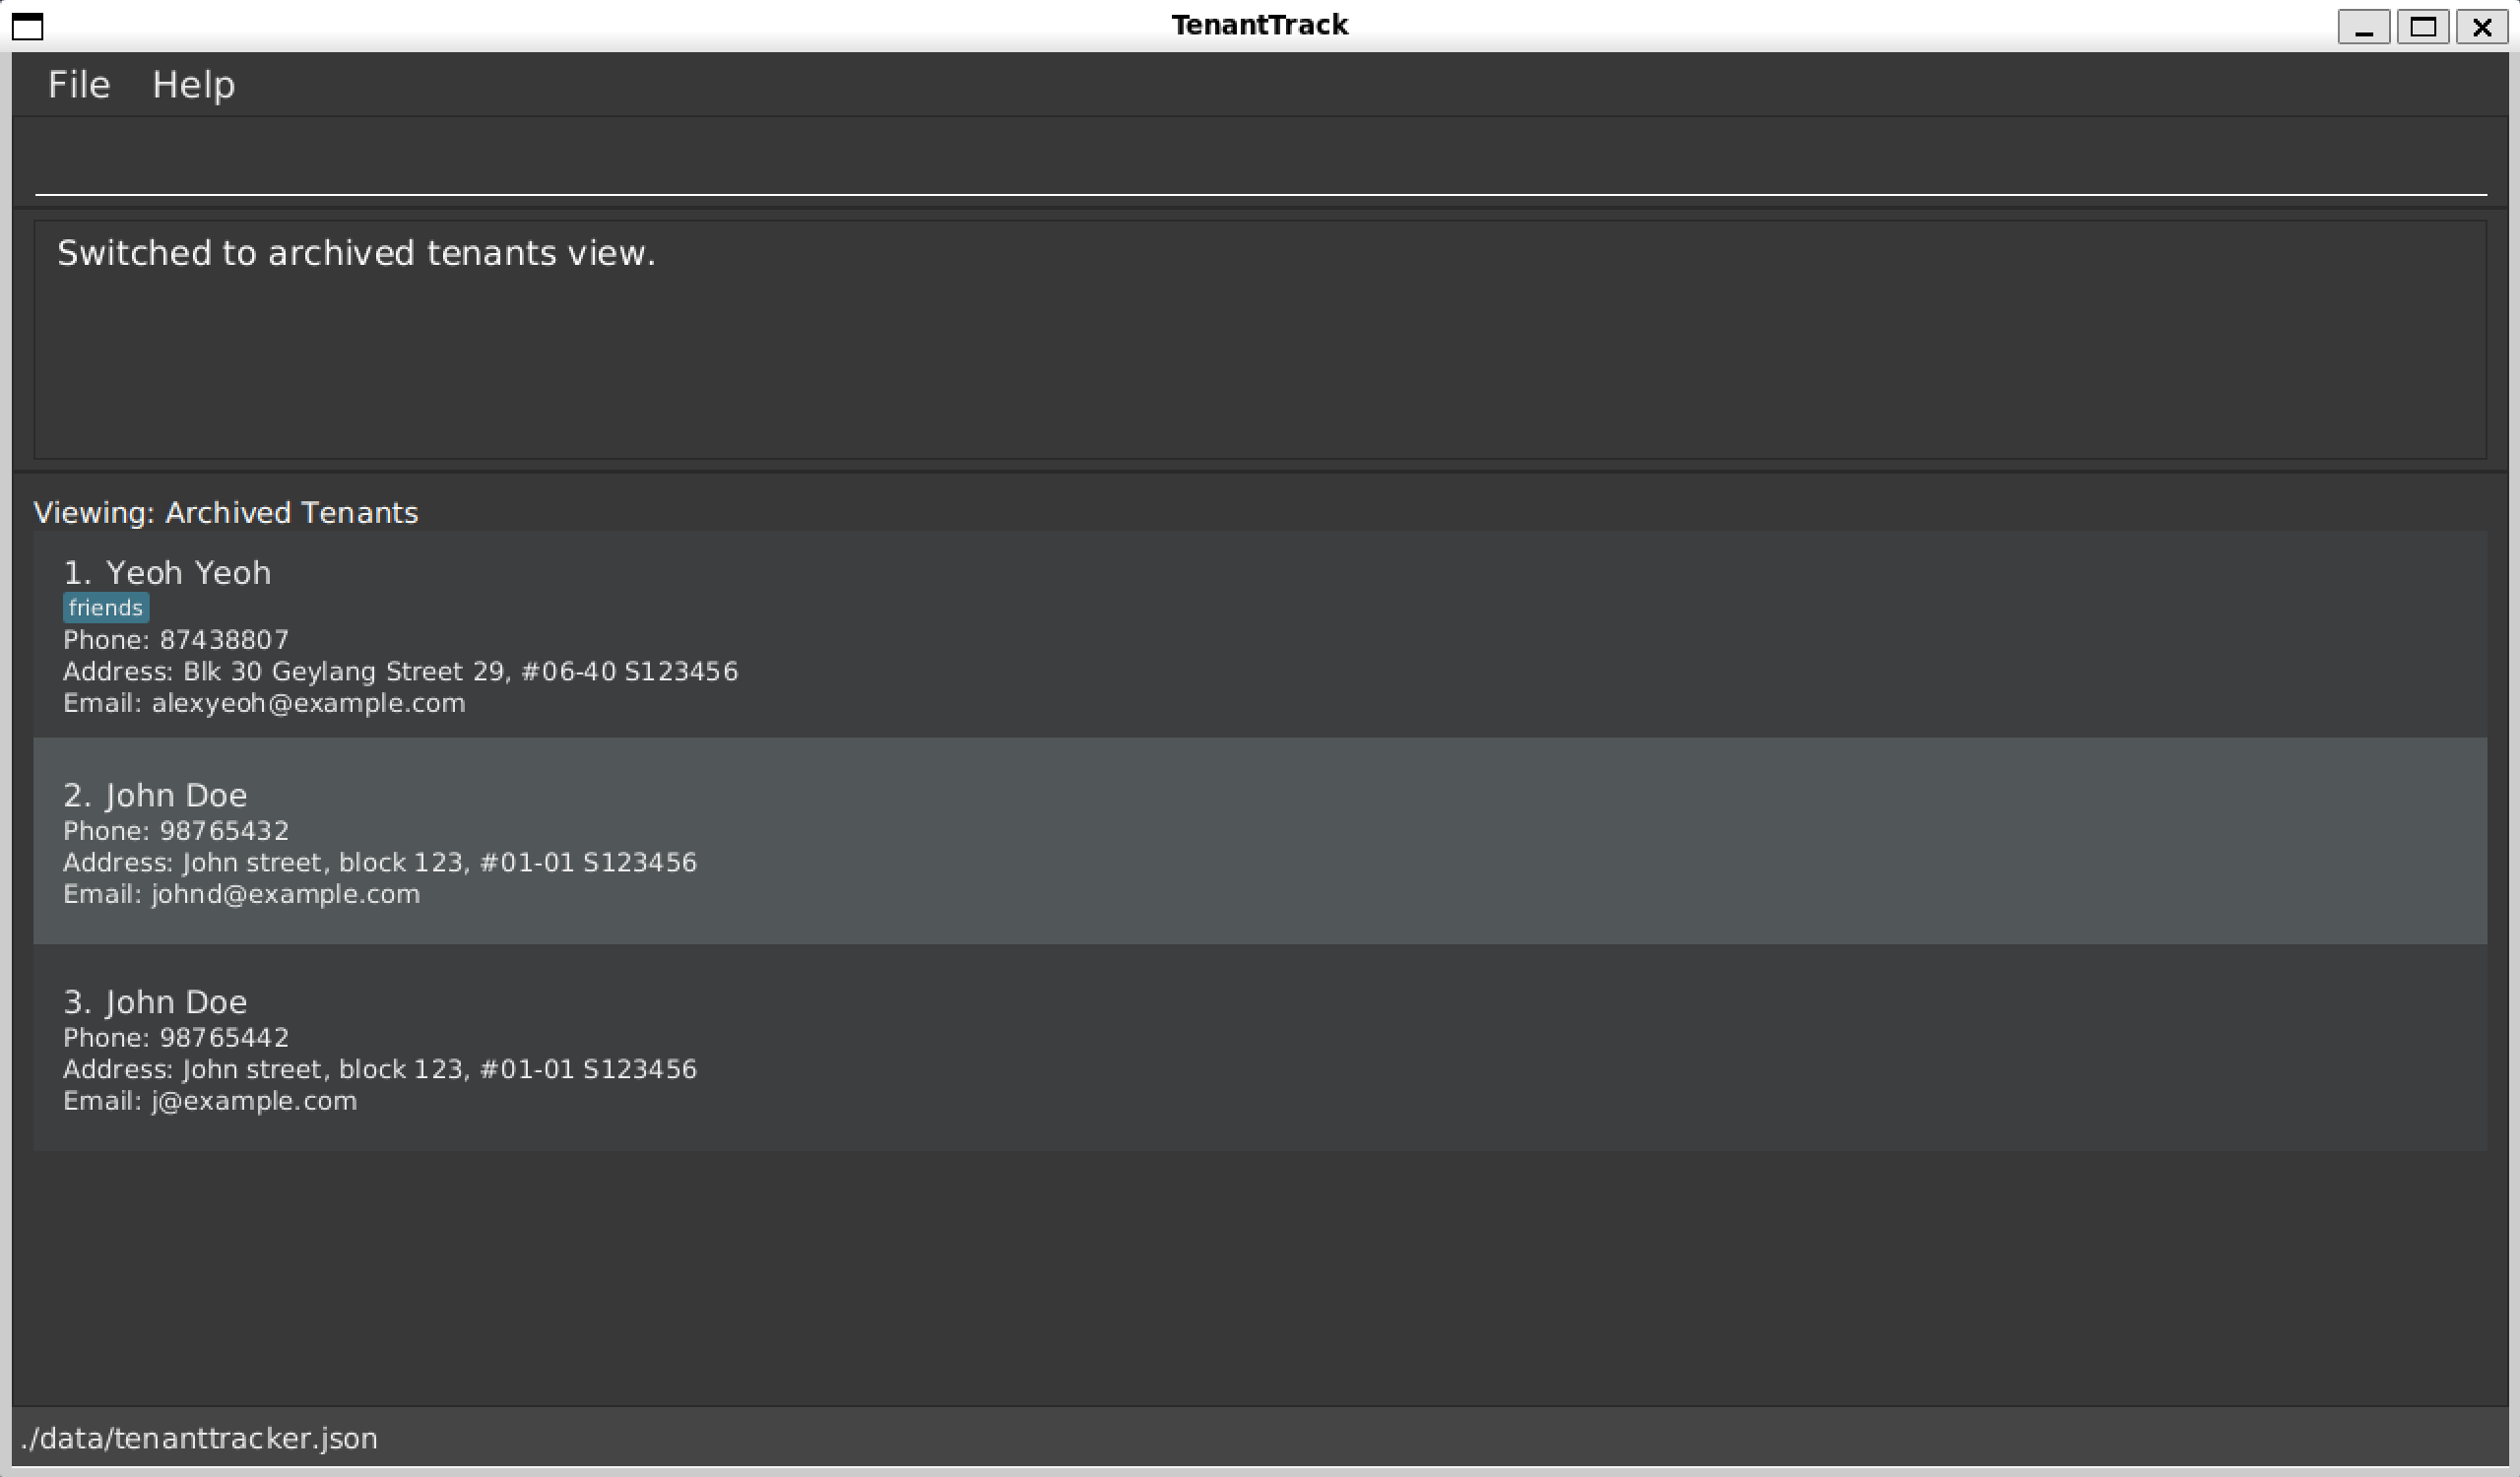 TenantTrack
File Help
Switched to archived tenants view.
Viewing: Archived Tenants
1. Yeoh Yeoh
friends
Phone: 87438807
Address: Blk 30 Geylang Street 29, #06-40 S123456
Email: alexyeoh@example.com
2. John Doe
Phone: 98765432
Address: John street, block 123, #01-01 S123456
Email: johnd@example.com
3. John Doe
Phone: 98765442
Address: John street, block 123, #01-01 S123456
Email: j@example.com
./data/tenanttracker.json